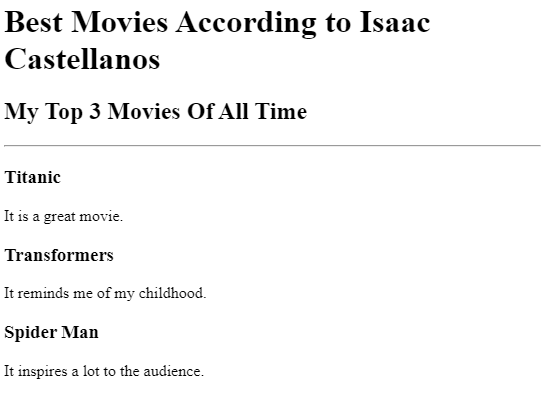 Best Movies According to Isaac
Castellanos
My Top 3 Movies Of All Time
Titanic
It is a great movie.
Transformers
It reminds me of my childhood.
Spider Man
It inspires a lot to the audience.